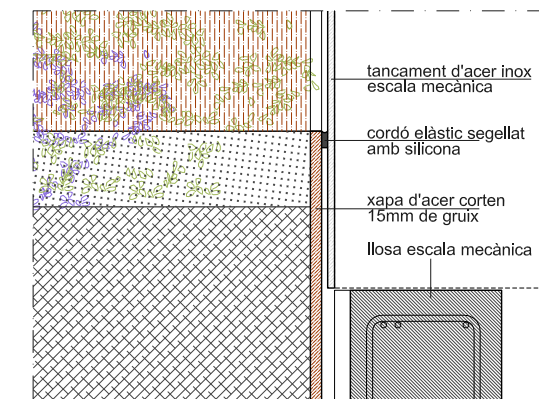 tancament d'acer inox
escala mecànica
cordó elàstic segellat
amb silicona
xapa d'acer corten
15mm de gruix
llosa escala mecànica